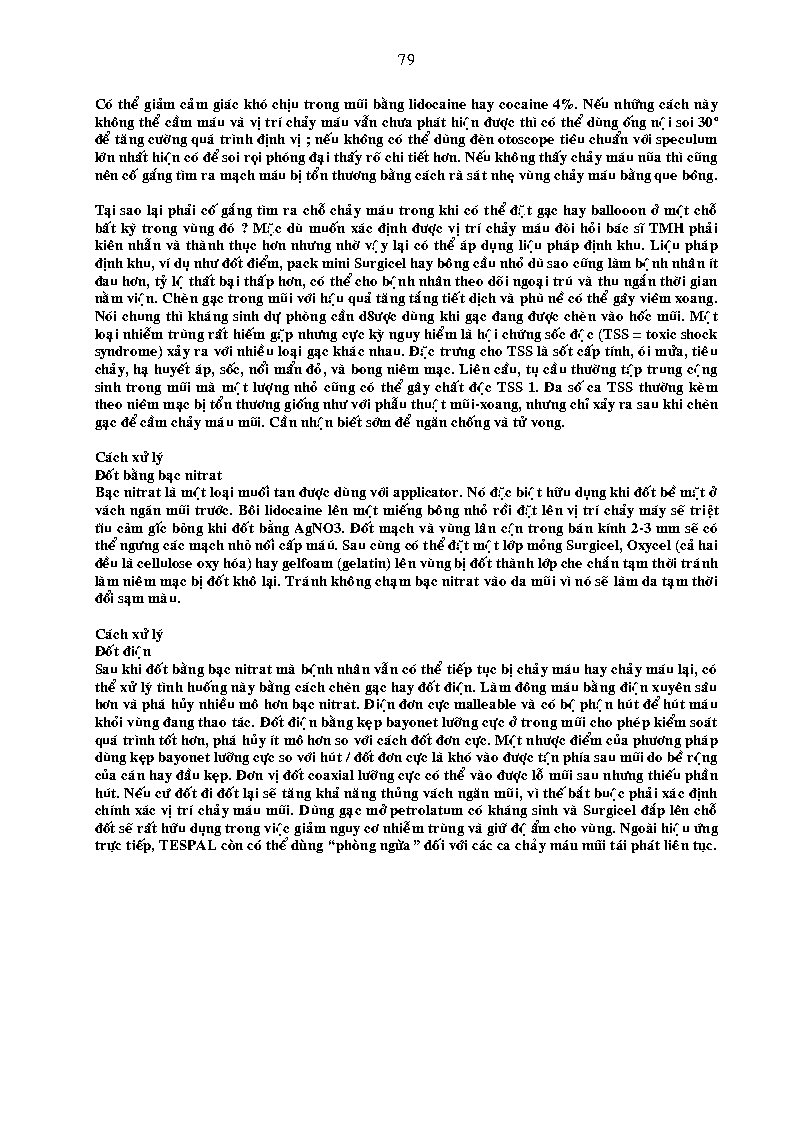 79
Có thể giảm cảm giác khó chịu trong mũi bằng lidocaine hay cocaine 4%. Nếu những cách này
không thể cầm máu và vị trí chảy máu vẫn chưa phát hiện được thì có thể dùng ống nội soi 30°
để tăng cường quá trình định vị ; nếu không có thể dùng đèn otoscope tiêu chuẩn với speculum
lớn nhất hiện có để soi rọi phóng đại thấy rõ chi tiết hơn. Nếu không thấy chảy máu nữa thì cũng
nên cố gắng tìm ra mạch máu bị tổn thương bằng cách rà sát nhẹ vùng chảy máu bằng que bông.
Tại sao lại phải cố gắng tìm ra chỗ chảy máu trong khi có thể đặt gạc hay ballooon ở một chỗ
bất kỳ trong vùng đó ? Mặc dù muốn xác định được vị trí chảy máu đòi hỏi bác sĩ TMH phải
kiên nhẫn và thành thục hơn nhưng nhờ vậy lại có thể áp dụng liệu pháp định khu. Liệu pháp
định khu, ví dụ như đốt điểm, pack mini Surgicel hay bông cầu nhỏ dù sao cũng làm bệnh nhân ít
đau hơn, tỷ lệ thất bại thấp hơn, có thể cho bệnh nhân theo dõi ngoại trú và thu ngắn thời gian
nằm viện. Chèn gạc trong mũi với hậu quả tăng tắng tiết dịch và phù nề có thể gây viêm xoang.
Nói chung thì kháng sinh dự phòng cần d8ược dùng khi gạc đang được chèn vào hốc mũi. Một
loại nhiễm trùng rất hiếm gặp nhưng cực kỳ nguy hiểm là hội chứng sốc độc (TSS = toxic shock
syndrome) xảy ra với nhiều loại gạc khác nhau. Đặc trưng cho TSS là sốt cấp tính, ói mửa, tiêu
chảy, hạ huyết áp, sốc, nổi mẩn đỏ, và bong niêm mạc. Liên cầu, tụ cầu thường tập trung cộng
sinh trong mũi mà một lượng nhỏ cũng có thể gây chất độc TSS 1. Đa số ca TSS thường kèm
theo niêm mạc bị tổn thương giống như với phẫu thuật mũi-xoang, nhưng chỉ xảy ra sau khi chèn
gạc để cầm chảy máu mũi. Cần nhận biết sớm để ngăn chống và tử vong.
Cách xử lý
Đốt bằng bạc nitrat
Bạc nitrat là một loại muối tan được dùng với applicator. Nó đặc biệt hữu dụng khi đốt bề mặt ở
vách ngăn mũi trước. Bôi lidocaine lên một miếng bông nhỏ rồi đặt lên vị trí chảy máy sẽ triệt
tĩu cảm gíc bỏng khi đốt bằng AgNO3. Đốt mạch và vùng lân cận trong bán kính 2-3 mm sẽ có
thể ngưng các mạch nhỏ nối cấp máú. Sau cùng có thể đặt một lớp mỏng Surgicel, Oxycel (cả hai
đều là cellulose oxy hóa) hay gelfoam (gelatin) lên vùng bị đốt thành lớp che chắn tạm thời tránh
làm niêm mạc bị đốt khô lại. Tránh không chạm bạc nitrat vào da mũi vì nó sẽ làm da tạm thời
đổi sạm màu.
Cách xử lý
Đốt điện
Sau khi đốt bằng bạc nitrat mà bệnh nhân vẫn có thể tiếp tục bị chảy máu hay chảy máu lại, có
thể xử lý tình huống này bằng cách chèn gạc hay đốt điện. Làm đông máu bằng điện xuyên sâu
hơn và phá hủy nhiều mô hơn bạc nitrat. Điện đơn cực malleable và có bộ phận hút để hút máu
khỏi vùng đang thao tác. Đốt điện bằng kẹp bayonet lưỡng cực ở trong mũi cho phép kiểm soát
quá trình tốt hơn, phá hủy ít mô hơn so với cách đốt đơn cực. Một nhược điểm của phương pháp
dùng kẹp bayonet lưỡng cực so với hút / đốt đơn cực là khó vào được tận phía sau mũi do bề rộng
của cán hay đầu kẹp. Đơn vị đốt coaxial lưỡng cực có thể vào được lỗ mũi sau nhưng thiếu phần
hút. Nếu cứ đốt đi đốt lại sẽ tăng khả năng thủng vách ngăn mũi, vì thế bắt buộc phải xác định
chính xác vị trí chảy máu mũi. Dùng gạc mở petrolatum có kháng sinh và Surgicel đắp lên chỗ
đốt sẽ rất hữu dụng trong việc giảm nguy cơ nhiễm trùng và giữ độ ẩm cho vùng. Ngoài hiệu ứng
trực tiếp, TESPAL còn có thể dùng “phòng ngừa” đối với các ca chảy máu mũi tái phát liên tục.